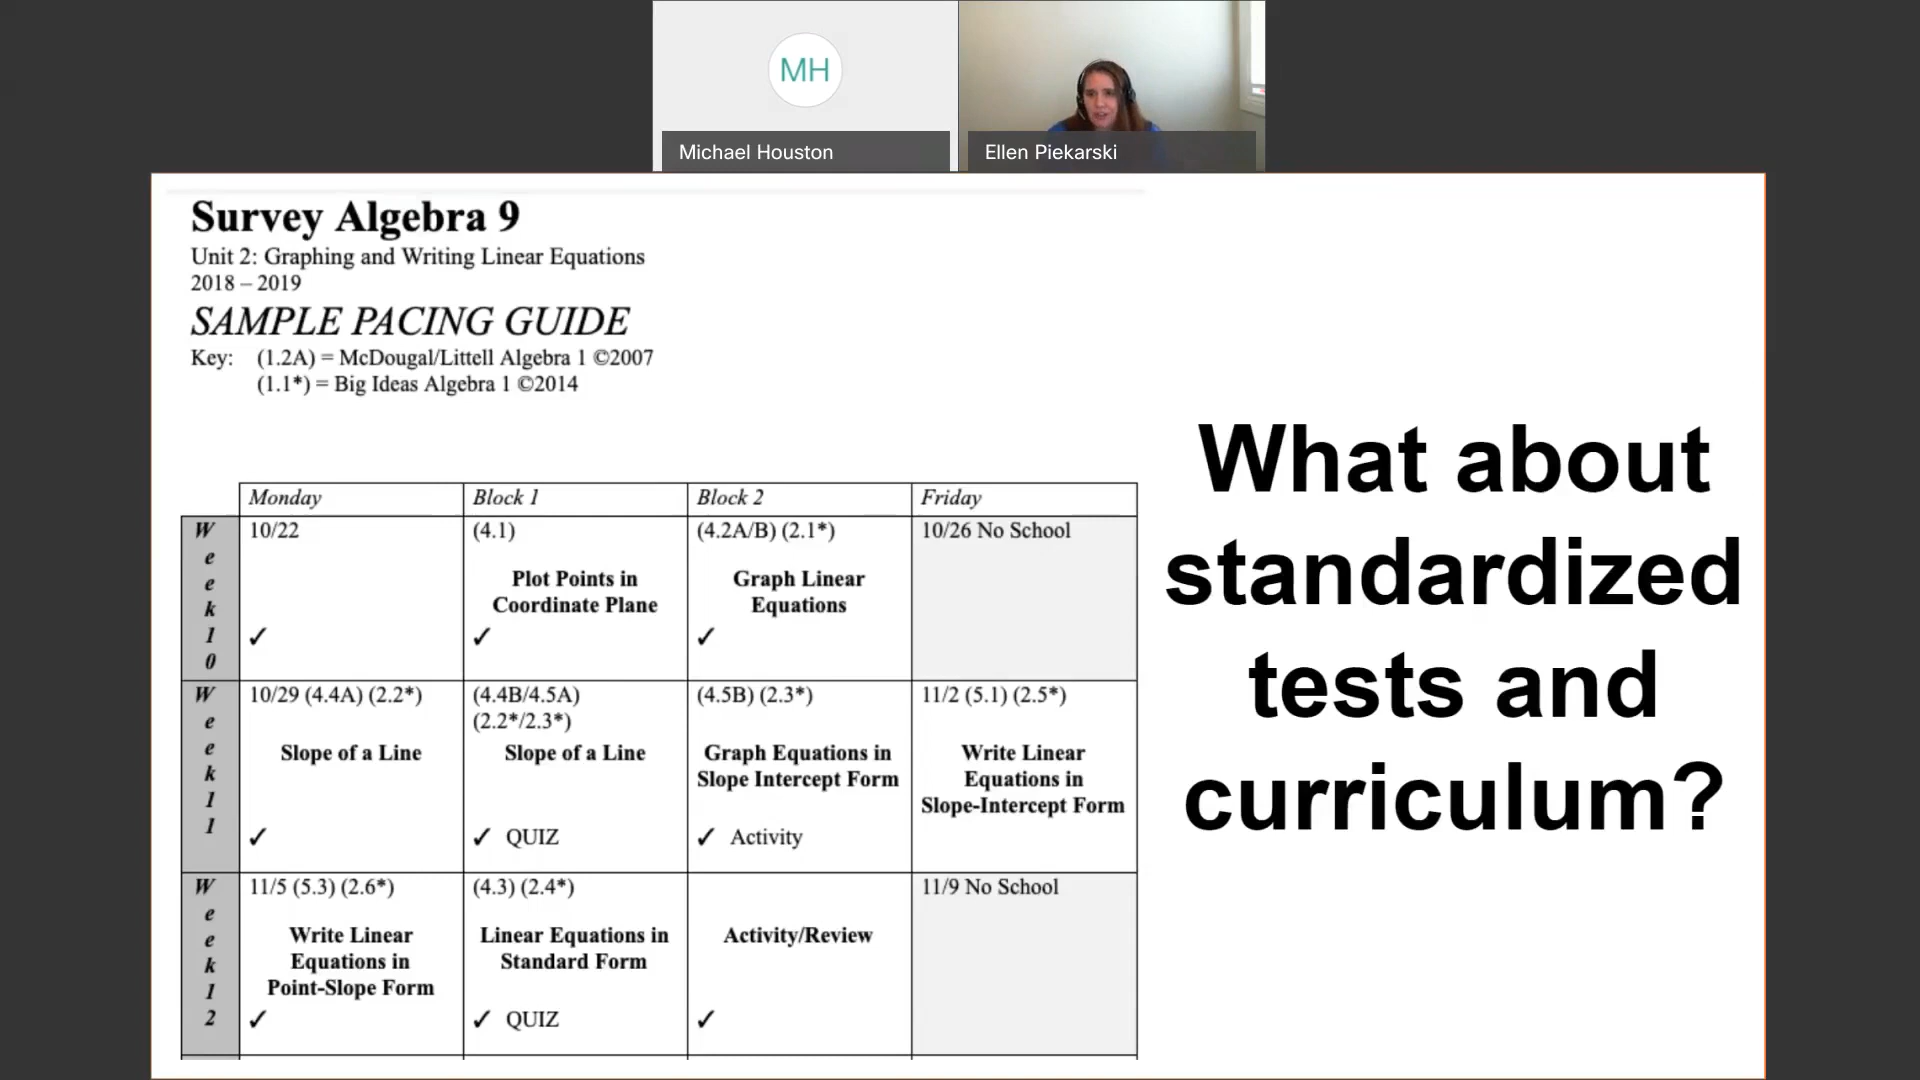 MH
Michael Houston
Ellen Piekarski
Survey Algebra 9
Unit 2: Graphing and Writing Linear Equations
2018 – 2019
SAMPLE PACING GUIDE
Key: (1.2A) = McDougal/Littell Algebra 1 ©2007
(1.1*) = Big Ideas Algebra 1 ©2014
Monday
Block 1
Block 2
Friday
Week 10
10/22
✓
(4.1)
Plot Points in
Coordinate Plane
✓
(4.2A/B) (2.1*)
Graph Linear
Equations
✓
10/26 No School
Week 11
10/29 (4.4A) (2.2*)
Slope of a Line
✓
(4.4B/4.5A)
(2.2*/2.3*)
Slope of a Line
✓ QUIZ
(4.5B) (2.3*)
Graph Equations in
Slope Intercept Form
✓ Activity
11/2 (5.1) (2.5*)
Write Linear
Equations in
Slope-Intercept Form
Week 12
11/5 (5.3) (2.6*)
Write Linear
Equations in
Point-Slope Form
✓
(4.3) (2.4*)
Linear Equations in
Standard Form
✓ QUIZ
Activity/Review
✓
11/9 No School
What about
standardized
tests and
curriculum?